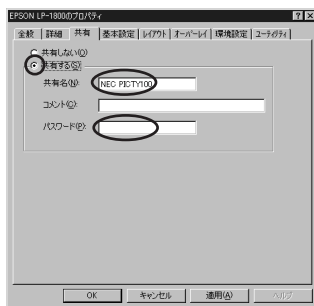 EPSON LP-1800のプロパティ
全般 詳細 共有 基本設定 レイアウト オーバーレイ 環境設定 ユーティリティ
共有しない(O)
共有する(S)
共有名(N): NEC PICTY100
コメント(C):
パスワード(P):
OK キャンセル 適用(A) ヘルプ